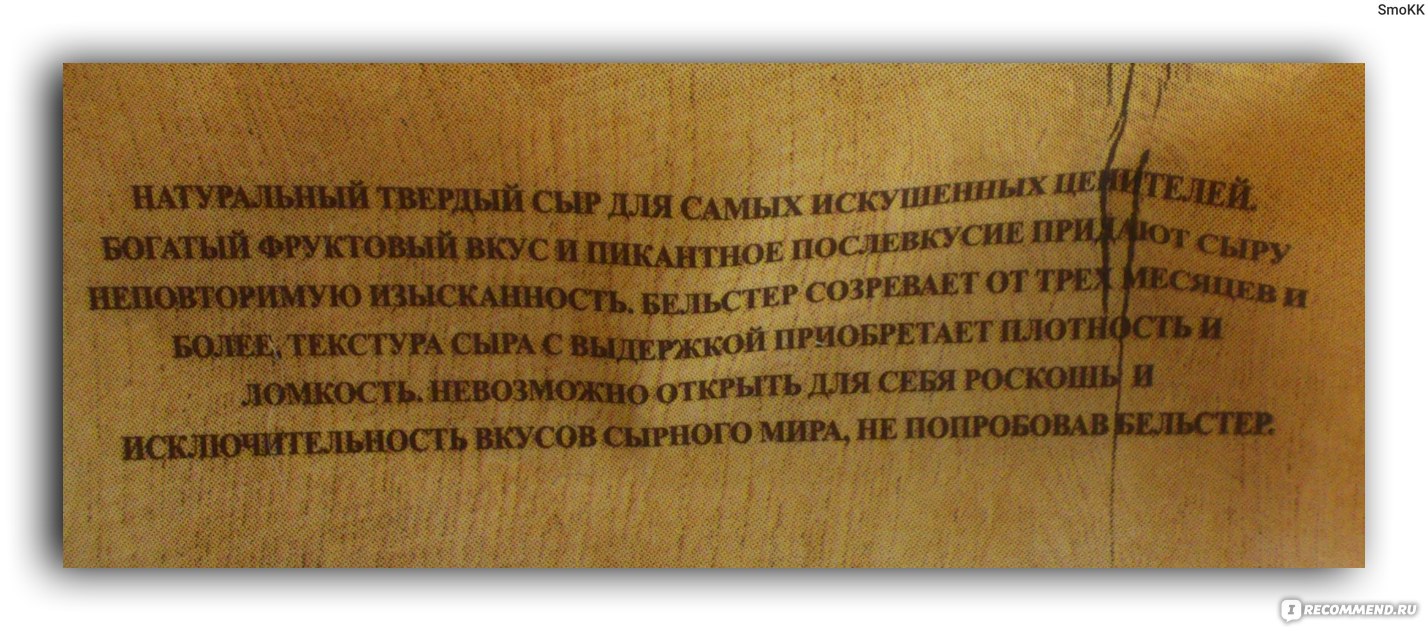 SmoKK
НАТУРАЛЬНЫЙ ТВЕРДЫЙ СЫР ДЛЯ САМЫХ ИСКУШЕННЫХ ЦЕНИТЕЛЕЙ.
БОГАТЫЙ ФРУКТОВЫЙ ВКУС И ПИКАНТНОЕ ПОСЛЕВКУСИЕ ПРИДАЮТ СЫРУ
НЕПОВТОРИМУЮ ИЗЫСКАННОСТЬ. БЕЛЬСТЕР СОЗРЕВАЕТ ОТ ТРЕХ МЕСЯЦЕВ И
БОЛЕЕ, ТЕКСТУРА СЫРА С ВЫДЕРЖКОЙ ПРИОБРЕТАЕТ ПЛОТНОСТЬ И
ЛОМКОСТЬ. НЕВОЗМОЖНО ОТКРЫТЬ ДЛЯ СЕБЯ РОСКОШЬ И
ИСКЛЮЧИТЕЛЬНОСТЬ ВКУСОВ СЫРНОГО МИРА, НЕ ПОПРОБОВАВ БЕЛЬСТЕР.
I RECOMMEND.RU